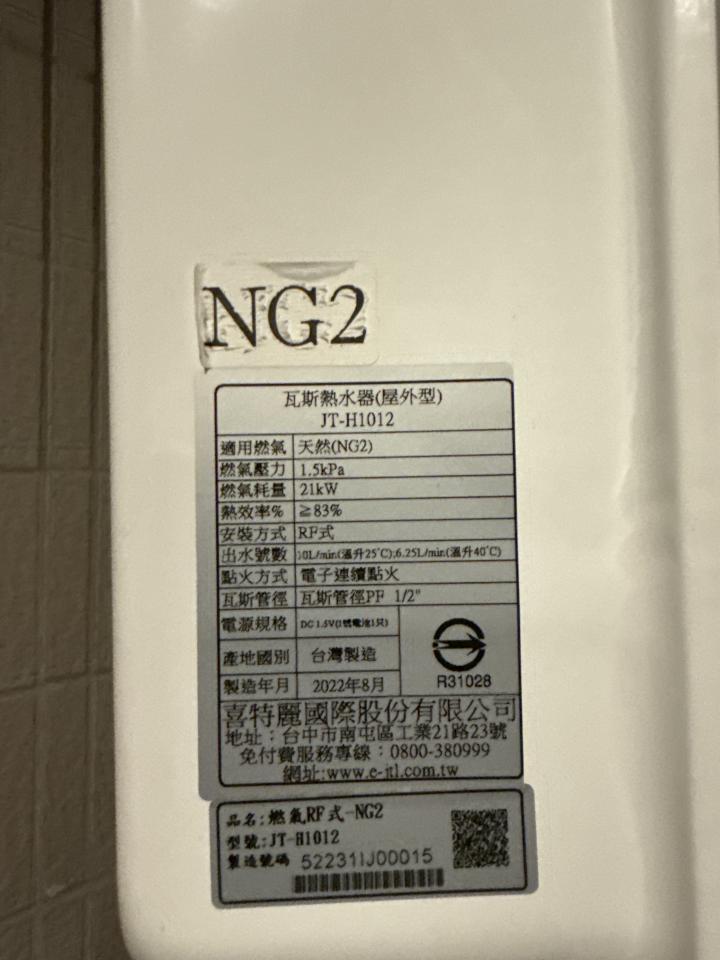 NG2
瓦斯熱水器(屋外型)
JT-H1012
適用燃氣 天然(NG2)
燃氣壓力 1.5kPa
燃氣耗量 21kW
熱效率% ≧83%
安裝方式 RF式
出水號數 10L/min(溫升25˚C);6.25L/min(溫升40˚C)
點火方式 電子連續點火
瓦斯管徑 瓦斯管徑PF 1/2"
電源規格 DC 1.5V(1號電池1只)
產地國別 台灣製造
製造年月 2022年8月
R31028
喜特麗國際股份有限公司
地址：台中市南屯區工業21路23號
免付費服務專線：0800-380999
網址:www.e-jtl.com.tw
品名:燃氣RF式-NG2
型號:JT-H1012
製造號碼 52231IJ00015